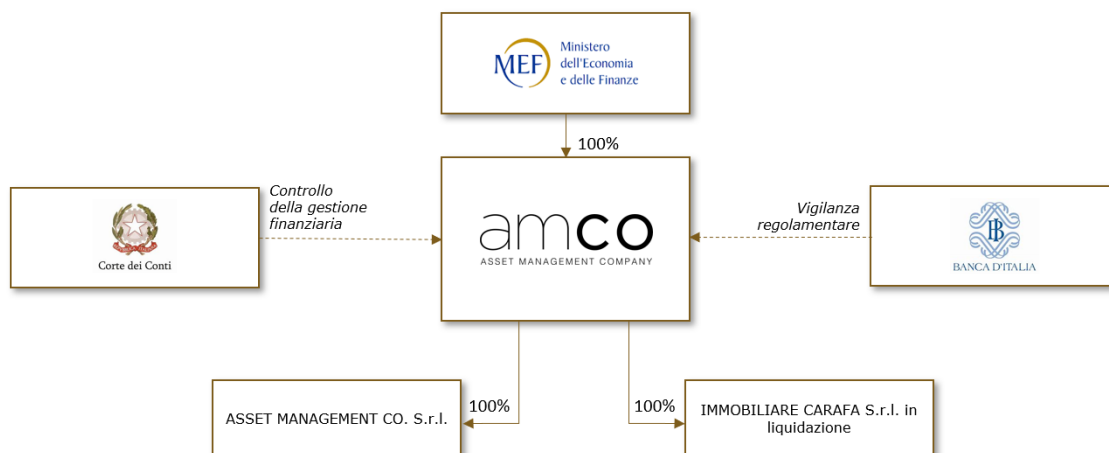 MEF
Ministero
dell'Economia
e delle Finanze
100%
Controllo
della gestione
finanziaria
Corte dei Conti
amco
ASSET MANAGEMENT COMPANY
Vigilanza
regolamentare
BANCA D'ITALIA
100%
ASSET MANAGEMENT CO. S.r.l.
100%
IMMOBILIARE CARAFA S.r.l. in
liquidazione